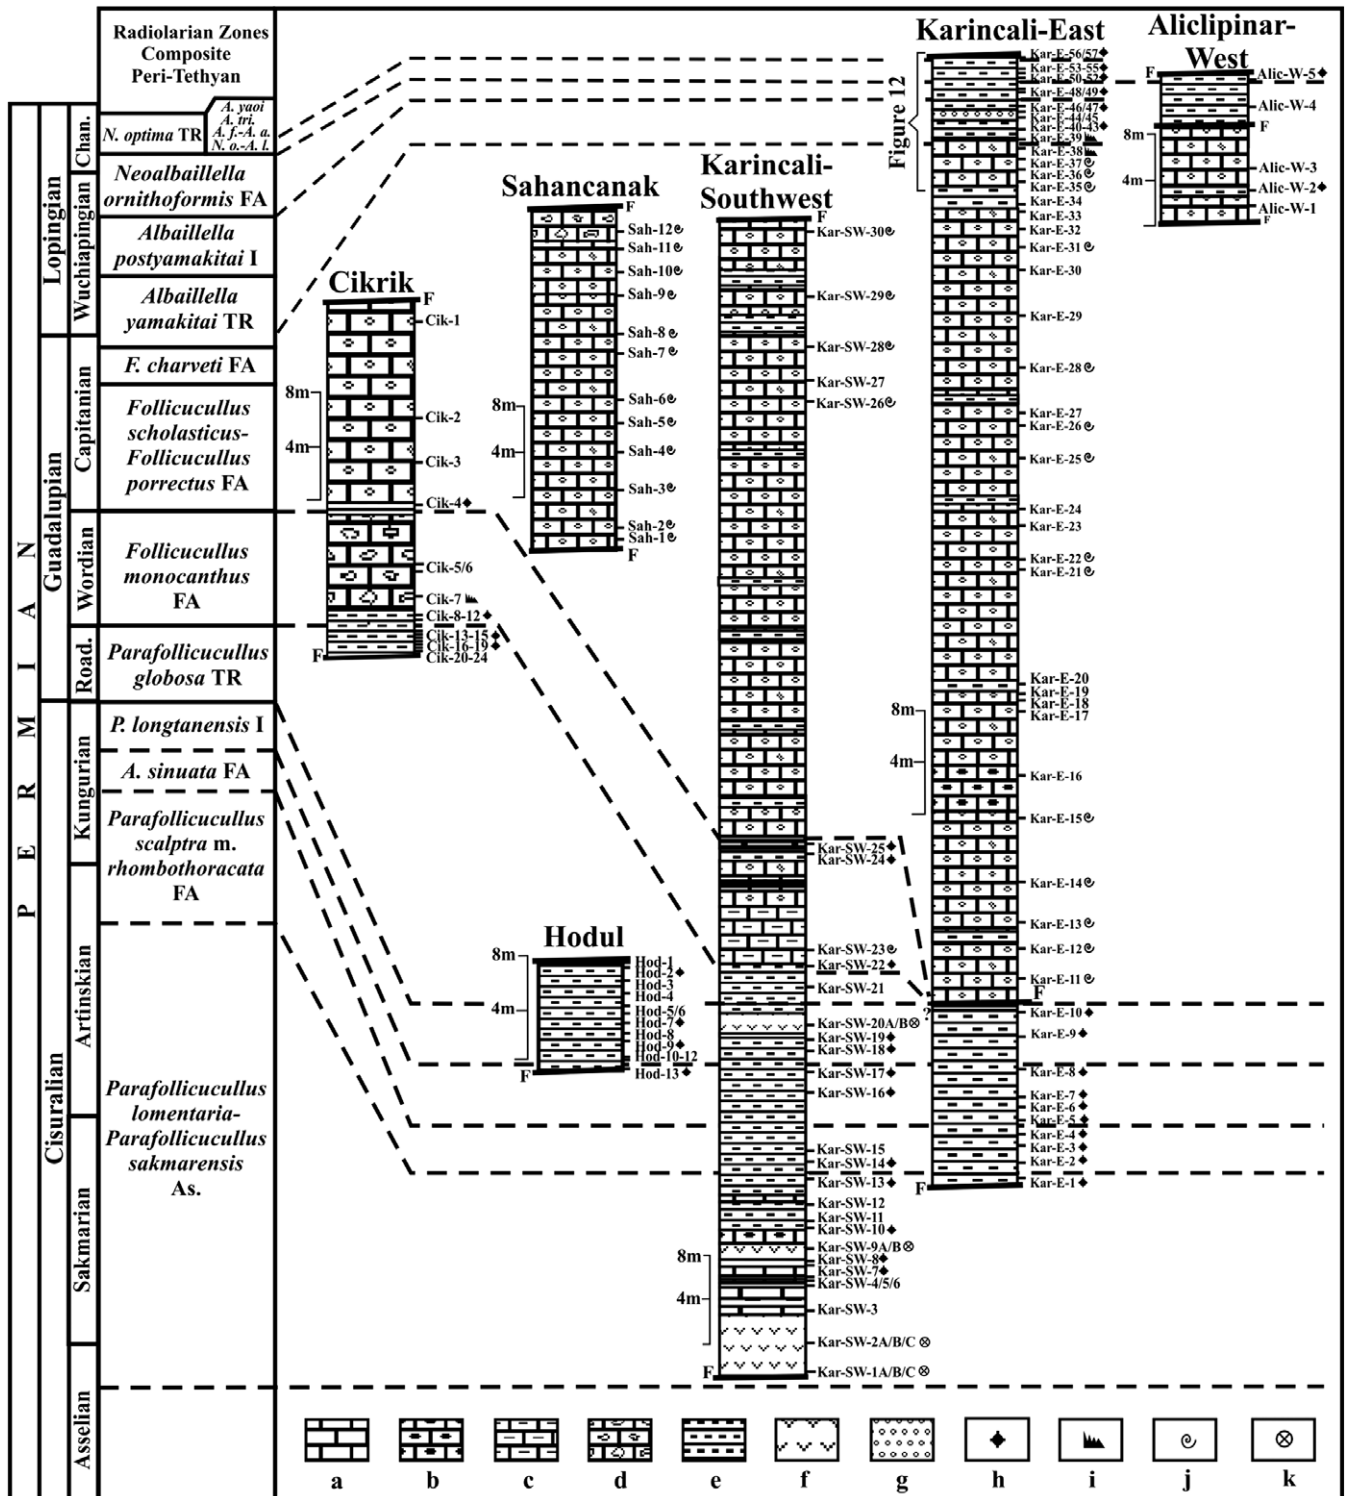 Radiolarian Zones
Composite
Peri-Tethyan
N. optima TR
A. yaoi
A. tri.
A. f.-A. a.
N. o.-A. l.
Neoalbaillella
ornithoformis FA
Albaillella
postyamakitai I
Albaillella
yamakitai TR
F. charveti FA
Follicucullus
scholasticus-
Follicucullus
porrectus FA
Follicucullus
monocanthus
FA
Parafollicucullus
globosa TR
P. longtanensis I
A. sinuata FA
Parafollicucullus
scalptra m.
rhombothoracata
FA
Parafollicucullus
lomentaria-
Parafollicucullus
sakmarensis
As.
PERMIAN
Lopingian
Guadalupian
Cisuralian
Chan.
Wuchiapingian
Capitanian
Wordian
Road.
Kungurian
Artinskian
Sakmarian
Asselian
Cikrik
F
Cik-1
8m
Cik-2
4m
Cik-3
Cik-4
Cik-5/6
Cik-7
Cik-8-12
Cik-13-15
Cik-16-19
F
Cik-20-24
Sahancanak
F
Sah-12
Sah-11
Sah-10
Sah-9
Sah-8
Sah-7
Sah-6
8m
Sah-5
4m
Sah-4
Sah-3
Sah-2
Sah-1
F
Hodul
8m
Hod-1
Hod-2
Hod-3
Hod-4
4m
Hod-5/6
Hod-7
Hod-8
Hod-9
Hod-10-12
F
Hod-13
Karincali-
Southwest
F
Kar-SW-30
Kar-SW-29
Kar-SW-28
Kar-SW-27
Kar-SW-26
Kar-SW-25
Kar-SW-24
Kar-SW-23
Kar-SW-22
Kar-SW-21
Kar-SW-20A/B
Kar-SW-19
Kar-SW-18
Kar-SW-17
Kar-SW-16
Kar-SW-15
Kar-SW-14
Kar-SW-13
Kar-SW-12
Kar-SW-11
Kar-SW-10
Kar-SW-9A/B
8m
Kar-SW-8
Kar-SW-7
Kar-SW-4/5/6
4m
Kar-SW-3
Kar-SW-2A/B/C
F
Kar-SW-1A/B/C
Karincali-East
Figure 12
Kar-E-56/57
Kar-E-53-55
Kar-E-50-52
Kar-E-48/49
Kar-E-46/47
Kar-E-44/45
Kar-E-40-43
Kar-E-39
Kar-E-38
Kar-E-37
Kar-E-36
Kar-E-35
Kar-E-34
Kar-E-33
Kar-E-32
Kar-E-31
Kar-E-30
Kar-E-29
Kar-E-28
Kar-E-27
Kar-E-26
Kar-E-25
Kar-E-24
Kar-E-23
Kar-E-22
Kar-E-21
Kar-E-20
Kar-E-19
Kar-E-18
8m
Kar-E-17
4m
Kar-E-16
Kar-E-15
Kar-E-14
Kar-E-13
Kar-E-12
Kar-E-11
F
?
Kar-E-10
Kar-E-9
Kar-E-8
Kar-E-7
Kar-E-6
Kar-E-5
Kar-E-4
Kar-E-3
Kar-E-2
F
Kar-E-1
Aliclipinar-
West
F
Alic-W-5
Alic-W-4
F
8m
Alic-W-3
4m
Alic-W-2
Alic-W-1
F
a b c d e f g h i j k